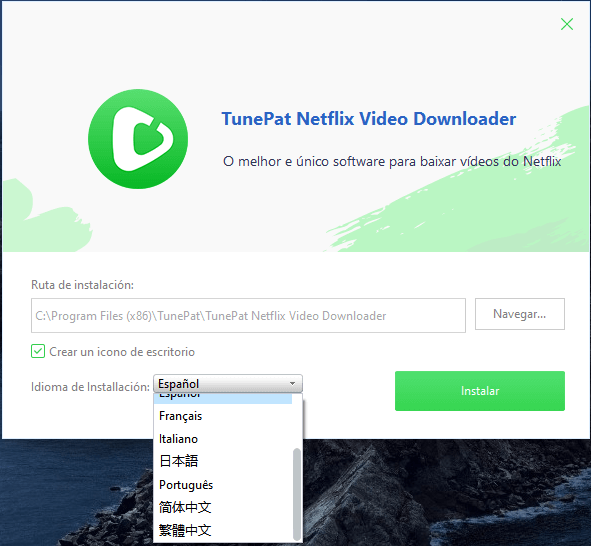 TunePat Netflix Video Downloader
O melhor e único software para baixar vídeos do Netflix
Ruta de instalación:
C:\Program Files (x86)\TunePat\TunePat Netflix Video Downloader
Navegar...
Crear un icono de escritorio
Idioma de Installación:
Español
Instalar
Español
Français
Italiano
日本語
Português
简体中文
繁體中文